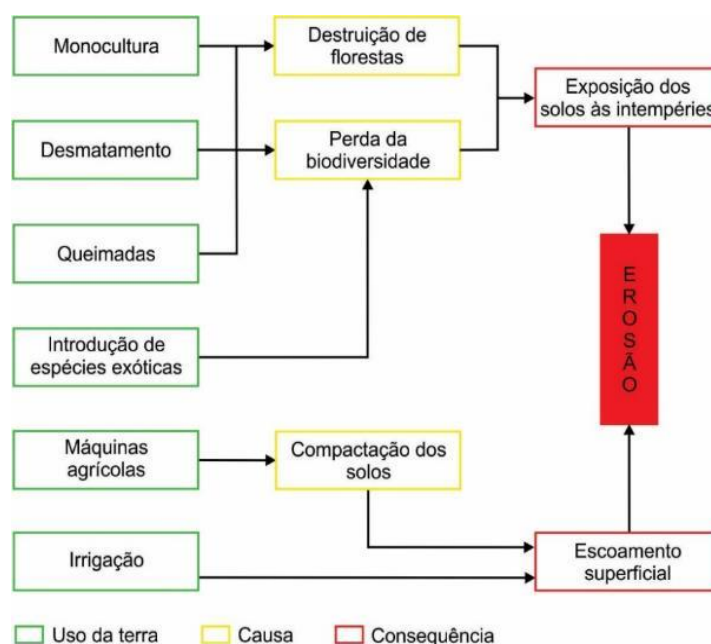 Monocultura
Destruição de
florestas
Exposição dos
solos às intempéries
Desmatamento
Perda da
biodiversidade
Queimadas
EROSÃO
Introdução de
espécies exóticas
Máquinas
agrícolas
Compactação dos
solos
Irrigação
Escoamento
superficial
Uso da terra
Causa
Consequência